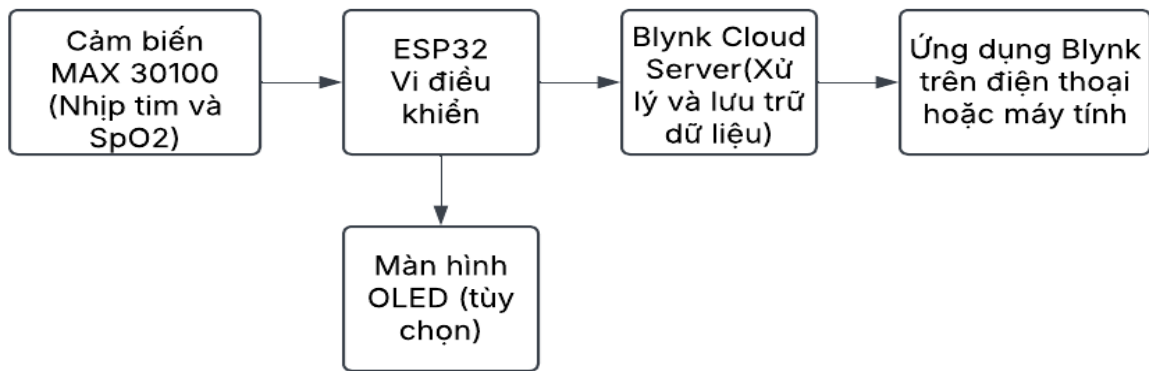 Cảm biến
MAX 30100
(Nhịp tim và
SpO2)
ESP32
Vi điều
khiển
Blynk Cloud
Server(Xử
lý và lưu trữ
dữ liệu)
Ứng dụng Blynk
trên điện thoại
hoặc máy tính
Màn hình
OLED (tùy
chọn)